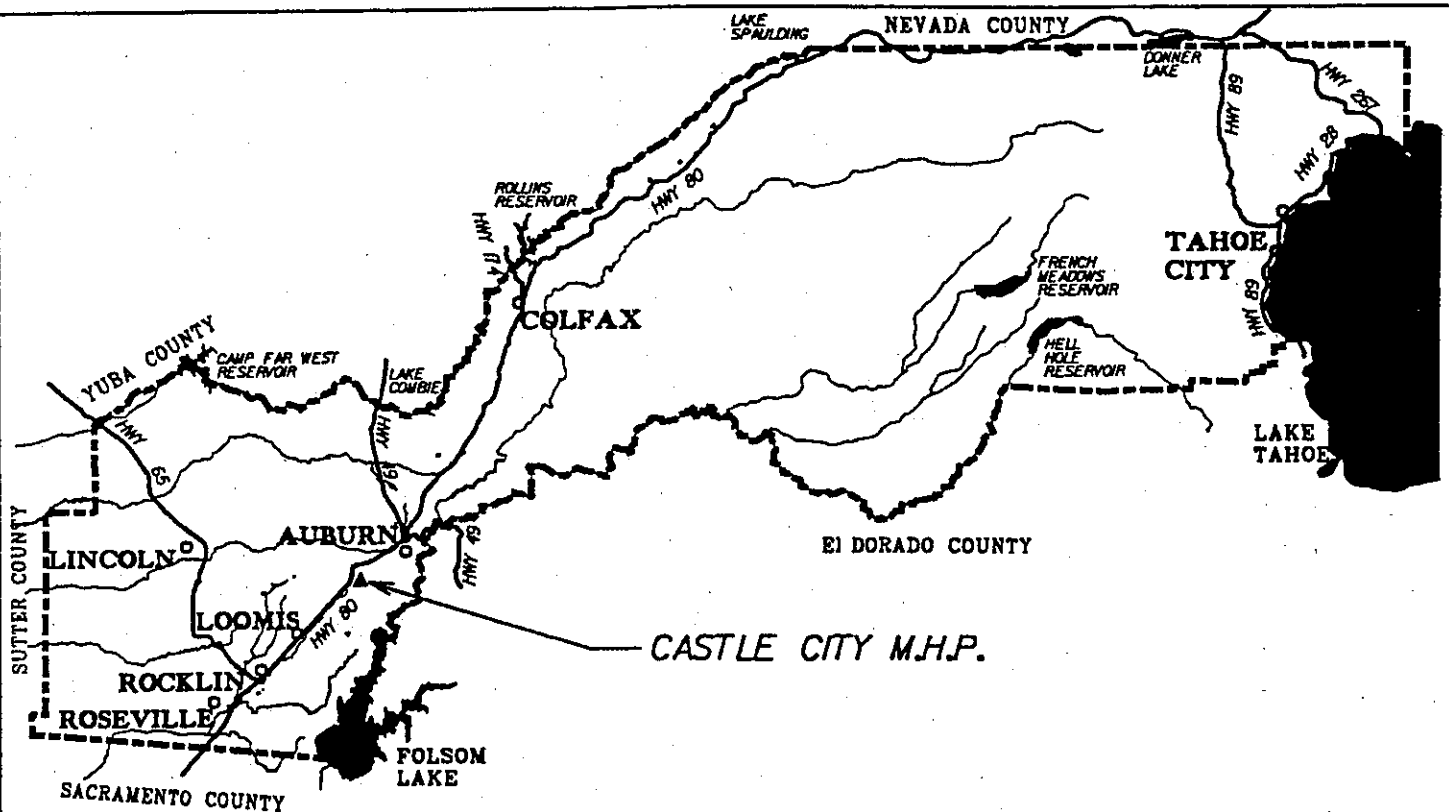 LAKE
SPAULDING
NEVADA COUNTY
DONNER
LAKE
HWY 89
HWY 267
HWY 28
ROLLINS
RESERVOIR
HWY 80
HWY 174
TAHOE
CITY
FRENCH
MEADOWS
RESERVOIR
HWY 89
COLFAX
YUBA COUNTY
CAMP FAR WEST
RESERVOIR
LAKE
COMBIE
HELL
HOLE
RESERVOIR
HWY 65
HWY 49
LAKE
TAHOE
SUTTER COUNTY
AUBURN
LINCOLN
HWY 49
El DORADO COUNTY
LOOMIS
HWY 80
CASTLE CITY M.H.P.
ROCKLIN
ROSEVILLE
FOLSOM
LAKE
SACRAMENTO COUNTY